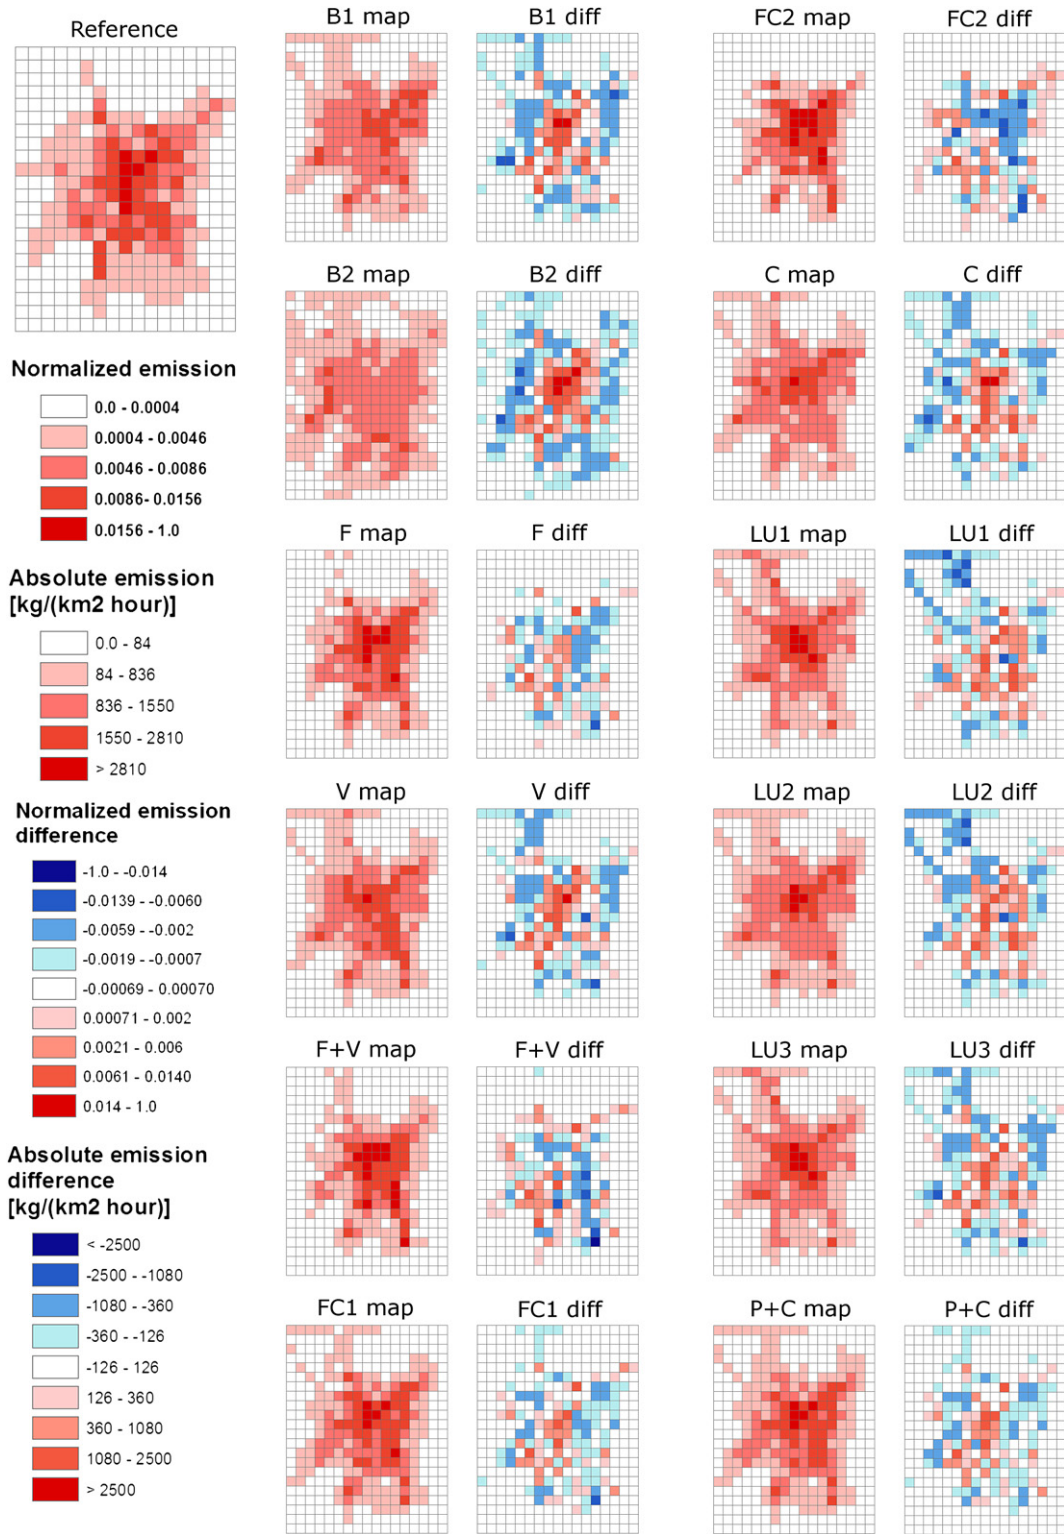 Reference
B1 map
B1 diff
FC2 map
FC2 diff
B2 map
B2 diff
C map
C diff
Normalized emission
0.0 - 0.0004
0.0004 - 0.0046
0.0046 - 0.0086
0.0086- 0.0156
0.0156 - 1.0
F map
F diff
LU1 map
LU1 diff
Absolute emission
[kg/(km2 hour)]
0.0 - 84
84 - 836
836 - 1550
1550 - 2810
> 2810
V map
V diff
LU2 map
LU2 diff
Normalized emission
difference
-1.0 - -0.014
-0.0139 - -0.0060
-0.0059 - -0.002
-0.0019 - -0.0007
-0.00069 - 0.00070
0.00071 - 0.002
0.0021 - 0.006
0.0061 - 0.0140
0.014 - 1.0
F+V map
F+V diff
LU3 map
LU3 diff
Absolute emission
difference
[kg/(km2 hour)]
< -2500
-2500 - -1080
-1080 - -360
-360 - -126
-126 - 126
126 - 360
360 - 1080
1080 - 2500
> 2500
FC1 map
FC1 diff
P+C map
P+C diff